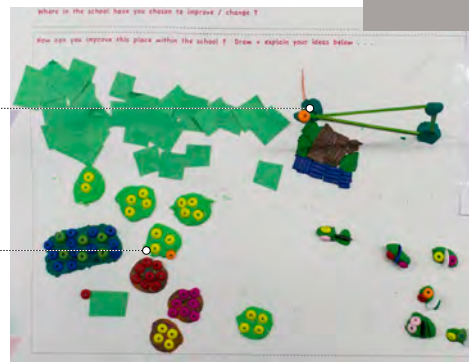 Where in the school have you chosen to improve / change ?
How can you improve this place within the school ? Draw + explain your ideas below . . .